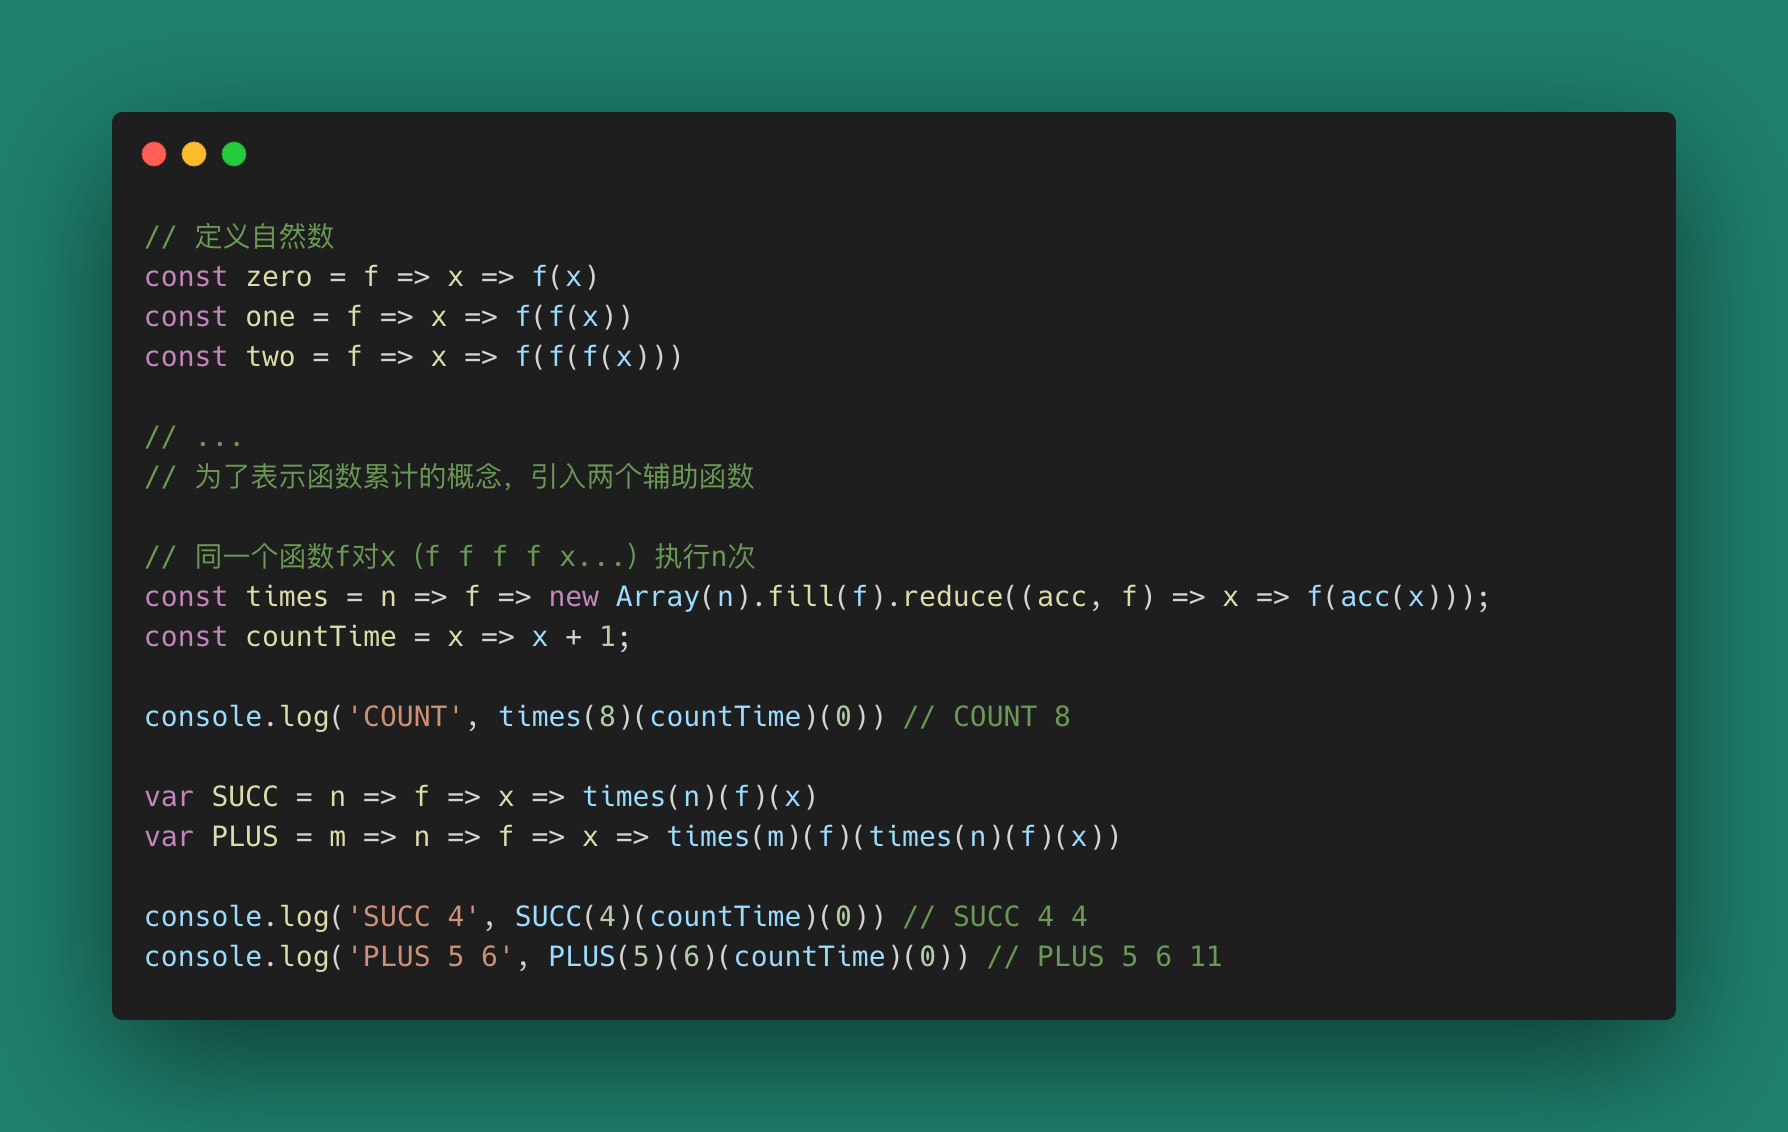 // 定义自然数
const zero = f => x => f(x)
const one = f => x => f(f(x))
const two = f => x => f(f(f(x)))
// ...
// 为了表示函数累计的概念，引入两个辅助函数
// 同一个函数f对x（f f f f x...）执行n次
const times = n => f => new Array(n).fill(f).reduce((acc, f) => x => f(acc(x)));
const countTime = x => x + 1;
console.log('COUNT', times(8)(countTime)(0)) // COUNT 8
var SUCC = n => f => x => times(n)(f)(x)
var PLUS = m => n => f => x => times(m)(f)(times(n)(f)(x))
console.log('SUCC 4', SUCC(4)(countTime)(0)) // SUCC 4 4
console.log('PLUS 5 6', PLUS(5)(6)(countTime)(0)) // PLUS 5 6 11